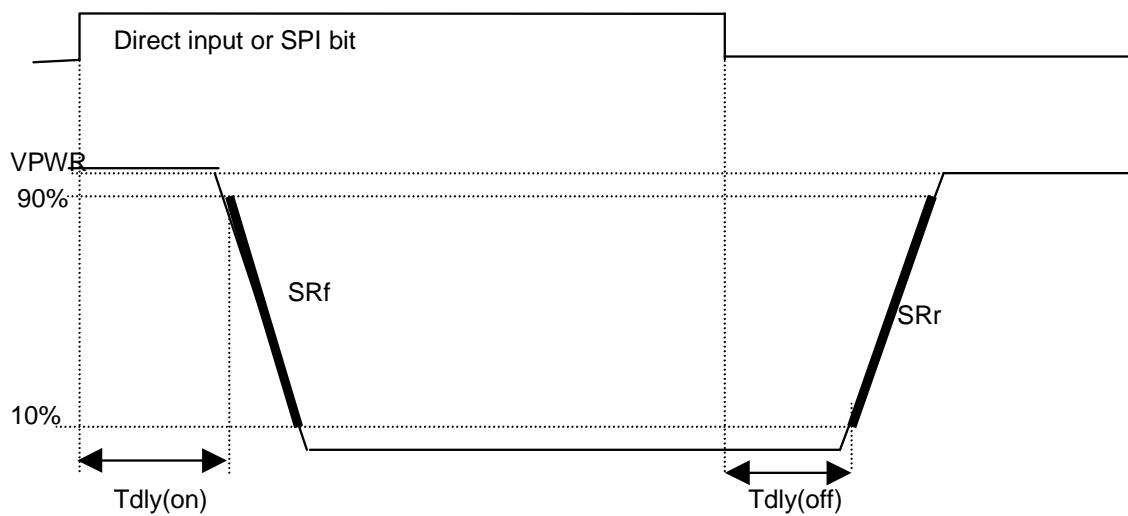 Direct input or SPI bit
VPWR
90%
SRf
SRr
10%
Tdly(on)
Tdly(off)